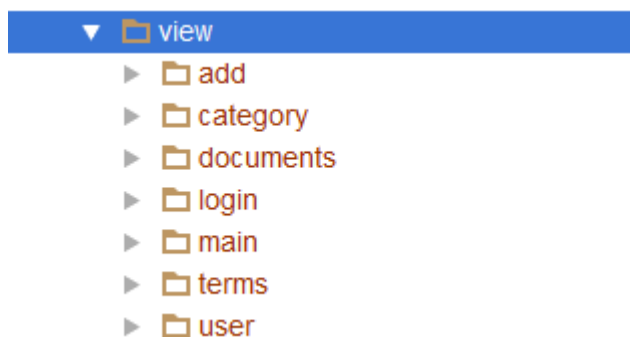 view
add
category
documents
login
main
terms
user